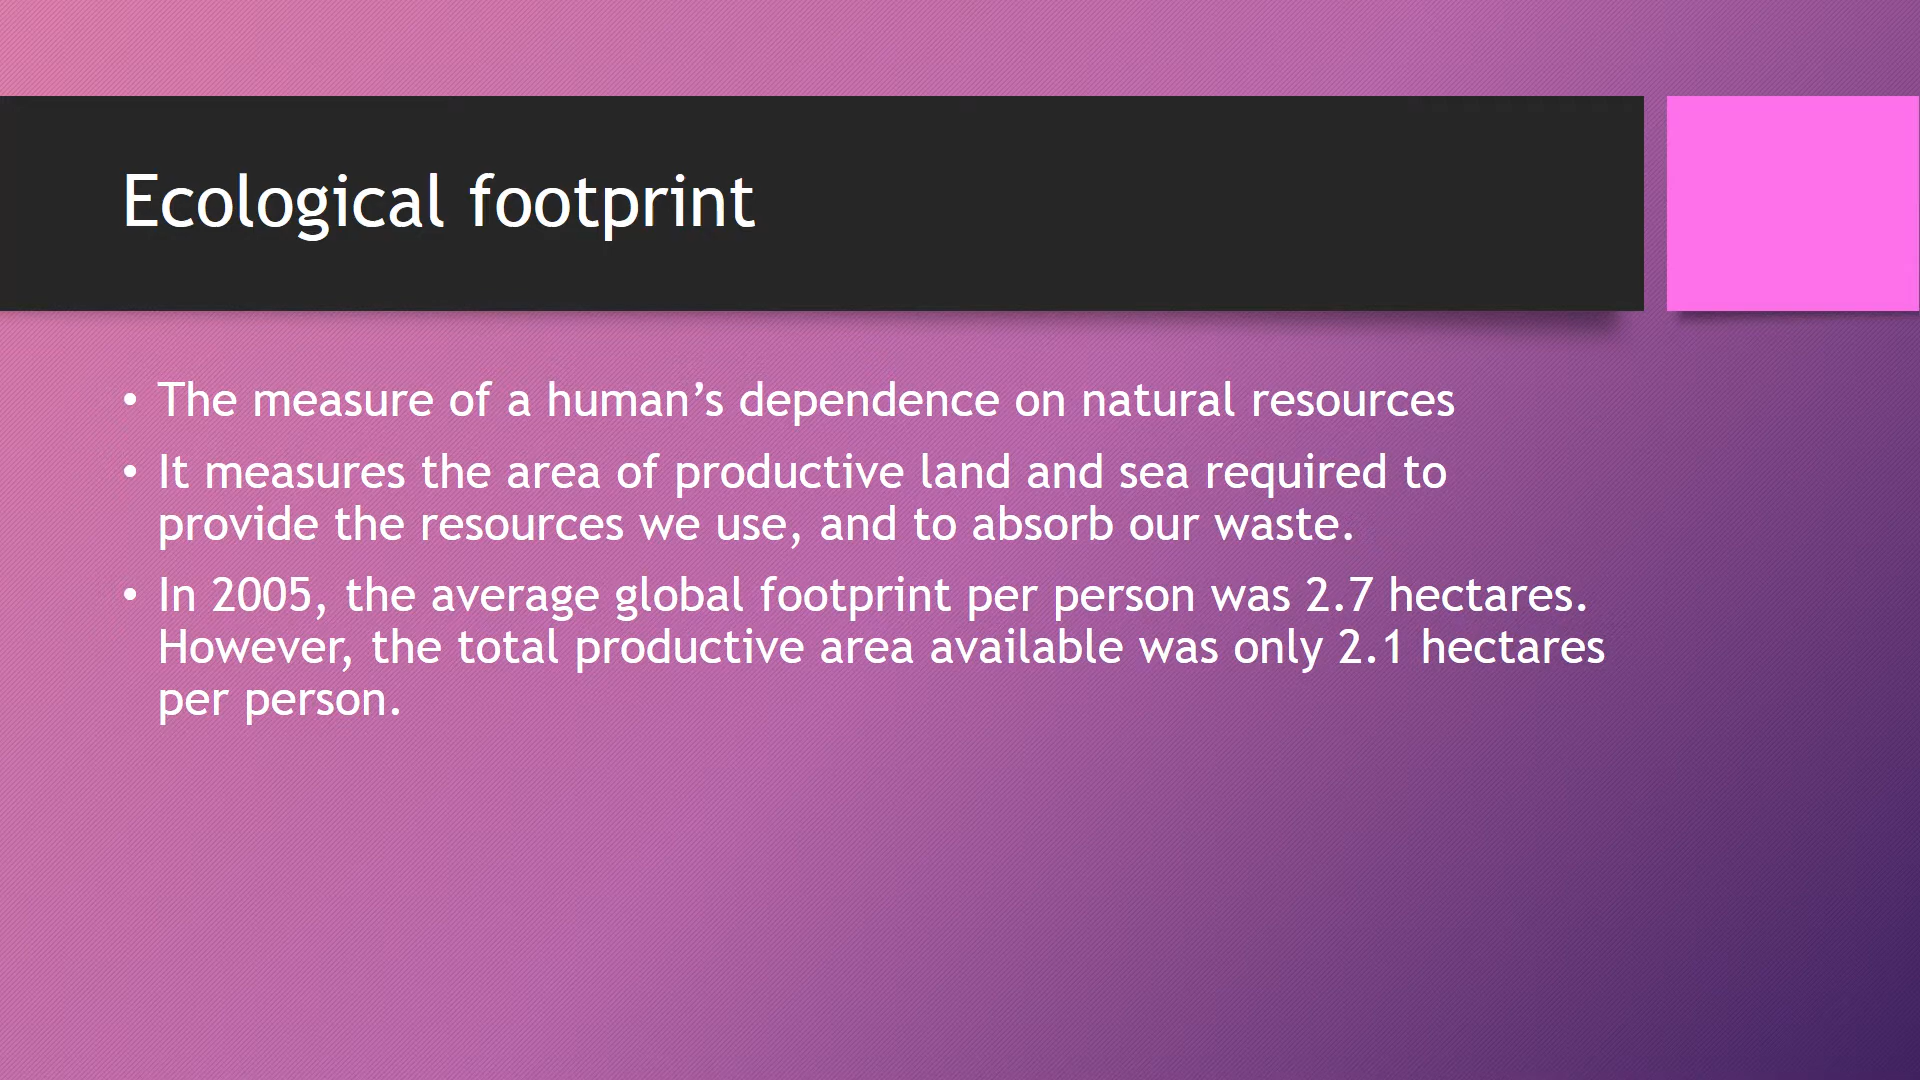 Ecological footprint
• The measure of a human’s dependence on natural resources
• It measures the area of productive land and sea required to
provide the resources we use, and to absorb our waste.
• In 2005, the average global footprint per person was 2.7 hectares.
However, the total productive area available was only 2.1 hectares
per person.